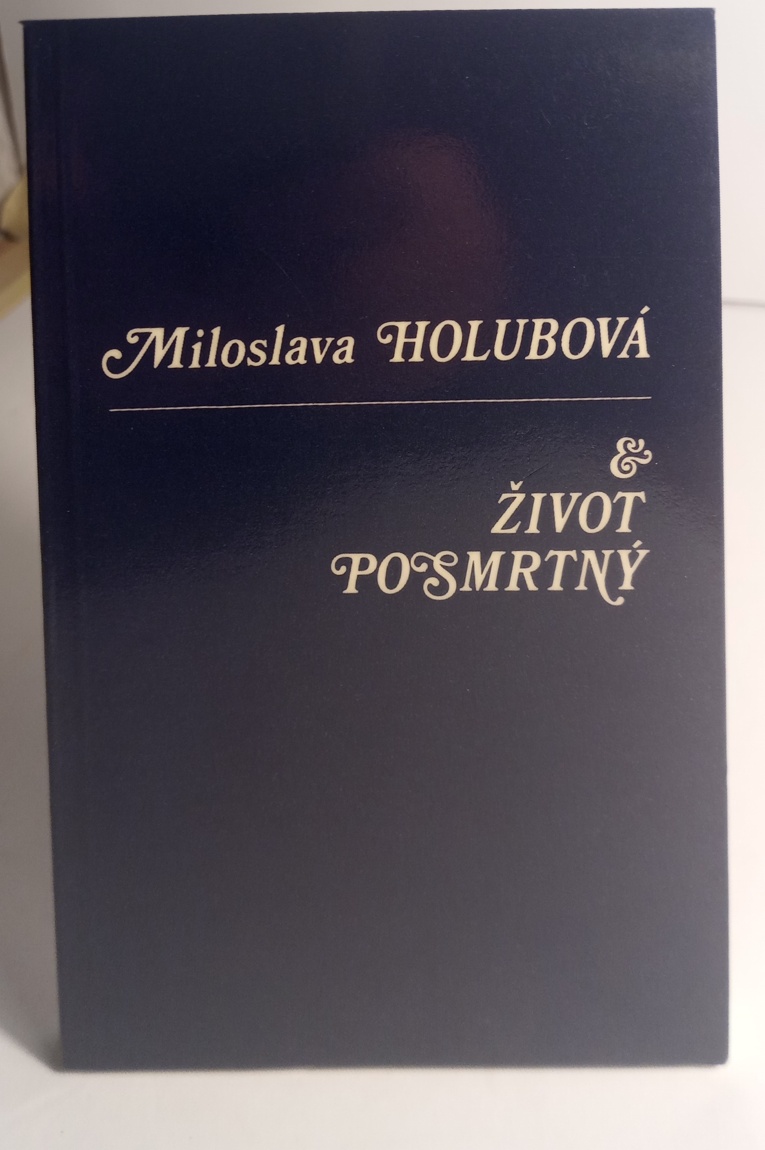 Miloslava HOLUBOVÁ
&
ŽIVOT
POSMRTNÝ